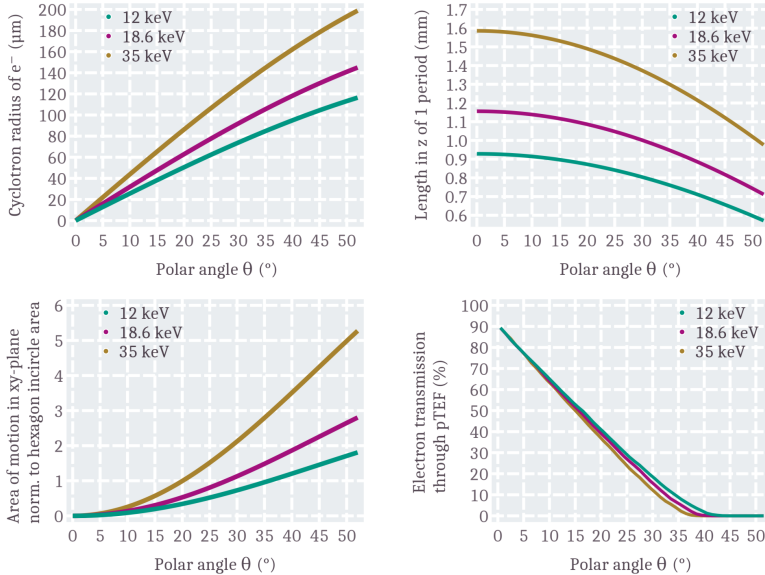 Cyclotron radius of e⁻ (µm)
200
180
160
140
120
100
80
60
40
20
0
12 keV
18.6 keV
35 keV
0 5 10 15 20 25 30 35 40 45 50
Polar angle θ (°)
Length in z of 1 period (mm)
1.7
1.6
1.5
1.4
1.3
1.2
1.1
1.0
0.9
0.8
0.7
0.6
12 keV
18.6 keV
35 keV
0 5 10 15 20 25 30 35 40 45 50
Polar angle θ (°)
Area of motion in xy-plane
norm. to hexagon incircle area
6
5
4
3
2
1
0
12 keV
18.6 keV
35 keV
0 5 10 15 20 25 30 35 40 45 50
Polar angle θ (°)
Electron transmission
through pTEF (%)
100
90
80
70
60
50
40
30
20
10
0
12 keV
18.6 keV
35 keV
0 5 10 15 20 25 30 35 40 45 50
Polar angle θ (°)